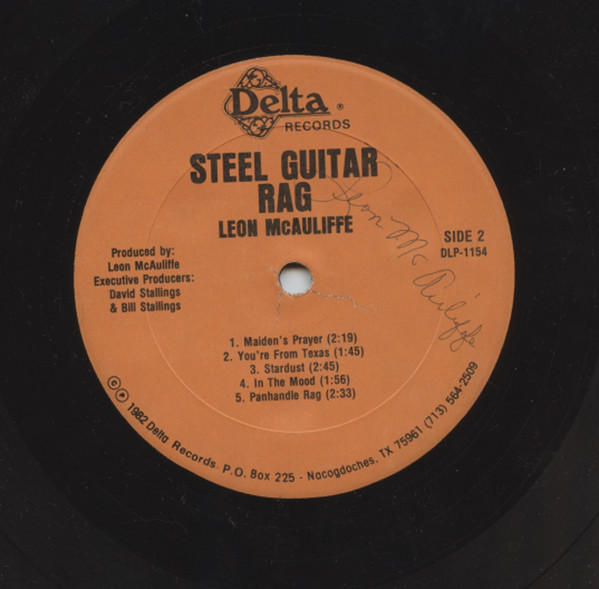 Delta ®
RECORDS
STEEL GUITAR
RAG
LEON McAULIFFE
Leon McAuliffe
SIDE 2
DLP-1154
Produced by:
Leon McAuliffe
Executive Producers:
David Stallings
& Bill Stallings
1. Maiden's Prayer (2:19)
2. You're From Texas (1:45)
3. Stardust (2:45)
4. In The Mood (1:56)
5. Panhandle Rag (2:33)
©Ⓟ 1982 Delta Records. P.O. Box 225 - Nacogdoches, TX 75961 (713) 564-2509